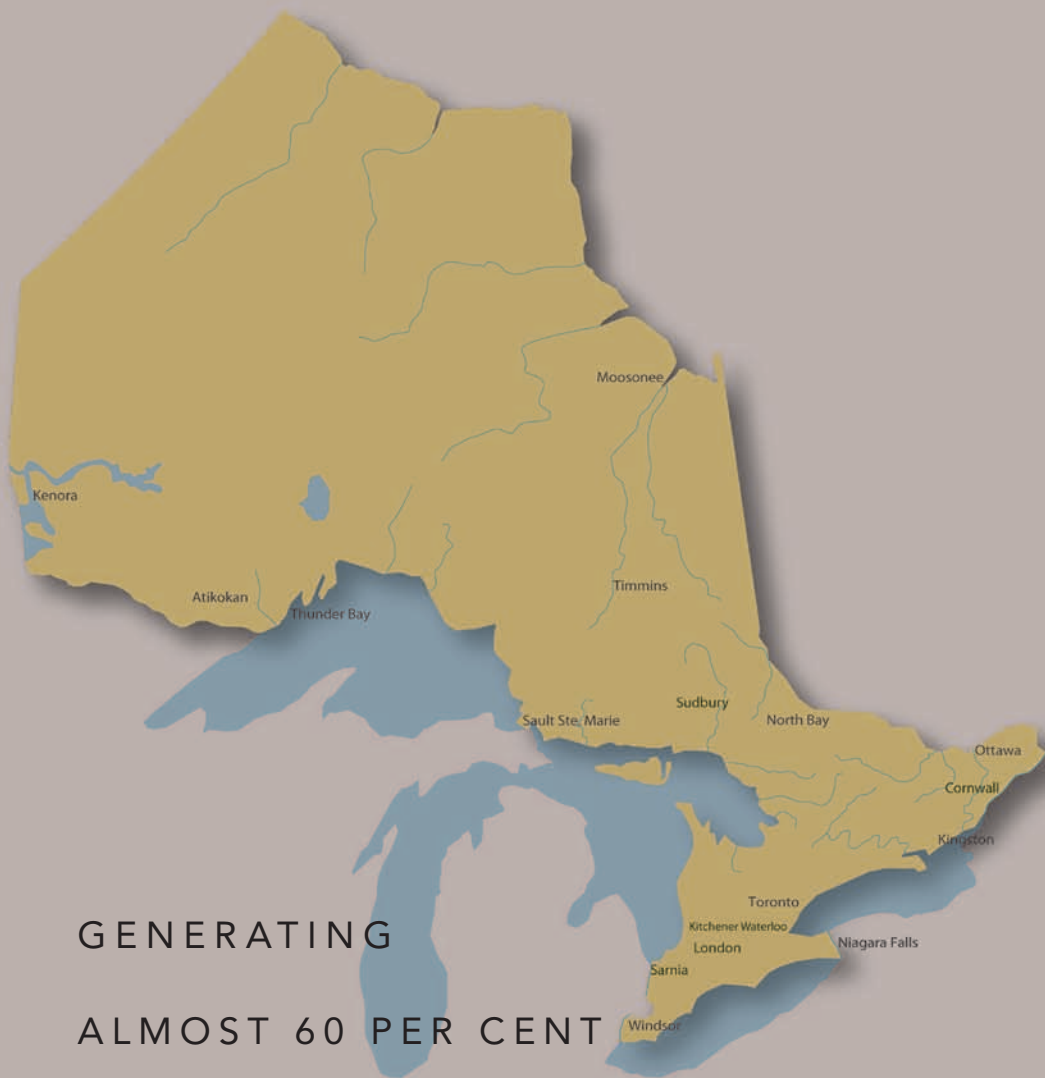 Moosonee
Kenora
Timmins
Atikokan
Thunder Bay
Sudbury
Sault Ste. Marie
North Bay
Ottawa
Cornwall
Kingston
Toronto
Kitchener Waterloo
Niagara Falls
London
Sarnia
Windsor
GENERATING
ALMOST 60 PER CENT